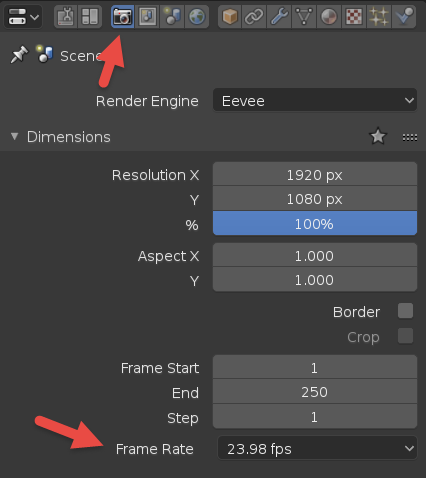 Scene
Render Engine Eevee
Dimensions
Resolution X 1920 px
Y 1080 px
% 100%
Aspect X 1.000
Y 1.000
Border
Crop
Frame Start 1
End 250
Step 1
Frame Rate 23.98 fps